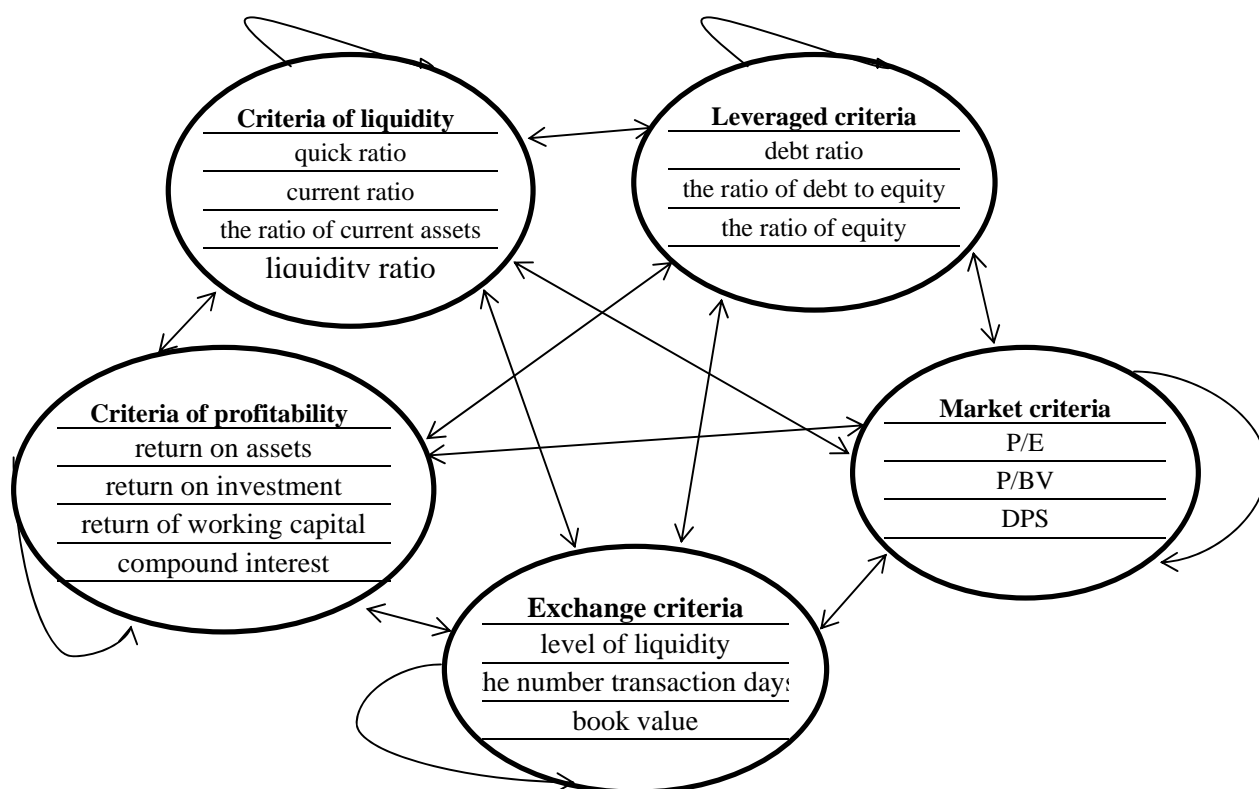 Criteria of liquidity
quick ratio
current ratio
the ratio of current assets
liquidity ratio
Leveraged criteria
debt ratio
the ratio of debt to equity
the ratio of equity
Criteria of profitability
return on assets
return on investment
return of working capital
compound interest
Market criteria
P/E
P/BV
DPS
Exchange criteria
level of liquidity
he number transaction days
book value